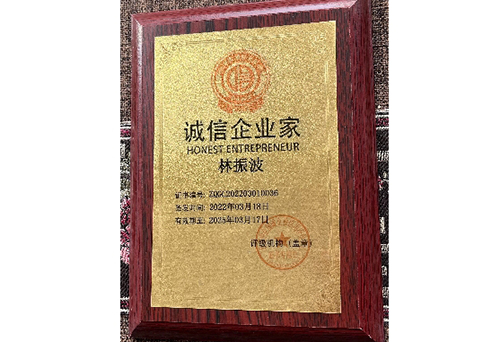 诚信企业家
HONEST ENTREPRENEUR
林振波
证书编号: ZQGC202203010036
签发时间: 2022年03月18日
有效期至: 2025年03月17日
评级机构（盖章）